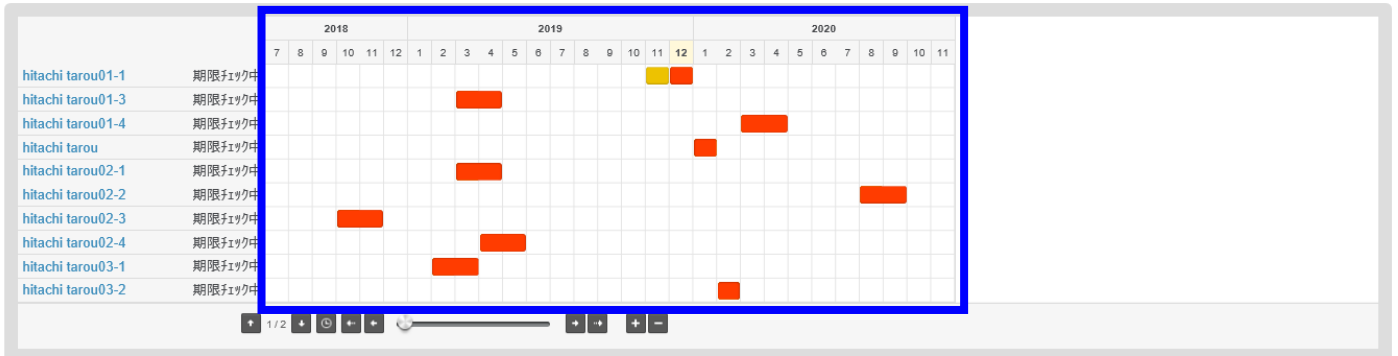 2018 2019 2020
7 8 9 10 11 12 1 2 3 4 5 6 7 8 9 10 11 12 1 2 3 4 5 6 7 8 9 10 11
hitachi tarou01-1 期限ﾁｪｯｸ中
hitachi tarou01-3 期限ﾁｪｯｸ中
hitachi tarou01-4 期限ﾁｪｯｸ中
hitachi tarou 期限ﾁｪｯｸ中
hitachi tarou02-1 期限ﾁｪｯｸ中
hitachi tarou02-2 期限ﾁｪｯｸ中
hitachi tarou02-3 期限ﾁｪｯｸ中
hitachi tarou02-4 期限ﾁｪｯｸ中
hitachi tarou03-1 期限ﾁｪｯｸ中
hitachi tarou03-2 期限ﾁｪｯｸ中
1 / 2